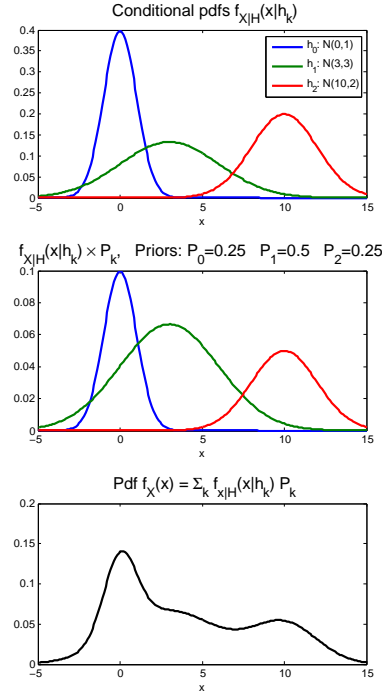 Conditional pdfs f_{X|H}(x|h_k)
0.4
0.35
0.3
0.25
0.2
0.15
0.1
0.05
0
h_0: N(0,1)
h_1: N(3,3)
h_2: N(10,2)
−5 0 5 10 15
x
f_{X|H}(x|h_k) × P_k, Priors: P_0=0.25 P_1=0.5 P_2=0.25
0.1
0.08
0.06
0.04
0.02
0
−5 0 5 10 15
x
Pdf f_X(x) = Σ_k f_{x|H}(x|h_k) P_k
0.2
0.15
0.1
0.05
0
−5 0 5 10 15
x